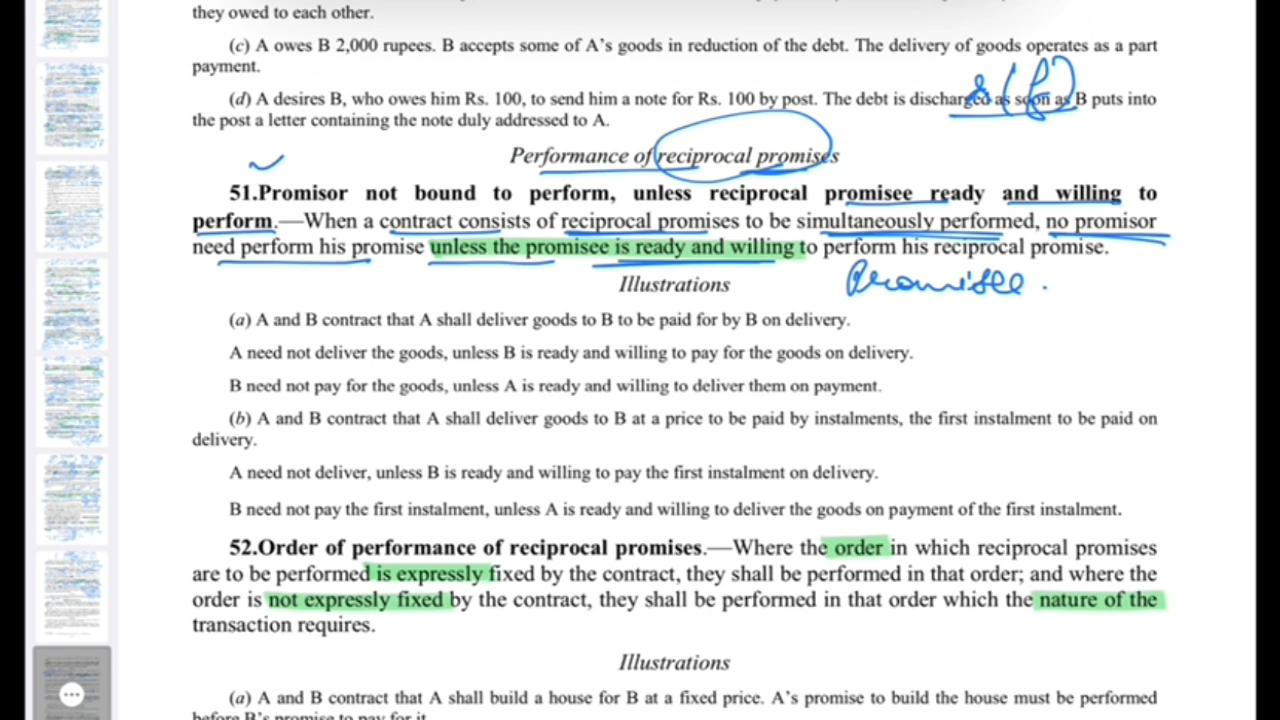 they owed to each other.
(c) A owes B 2,000 rupees. B accepts some of A's goods in reduction of the debt. The delivery of goods operates as a part
payment.
(d) A desires B, who owes him Rs. 100, to send him a note for Rs. 100 by post. The debt is discharged as soon as B puts into
the post a letter containing the note duly addressed to A.
Performance of reciprocal promises
51.Promisor not bound to perform, unless reciprocal promisee ready and willing to
perform.—When a contract consists of reciprocal promises to be simultaneously performed, no promisor
need perform his promise unless the promisee is ready and willing to perform his reciprocal promise.
Promisee.
Illustrations
(a) A and B contract that A shall deliver goods to B to be paid for by B on delivery.
A need not deliver the goods, unless B is ready and willing to pay for the goods on delivery.
B need not pay for the goods, unless A is ready and willing to deliver them on payment.
(b) A and B contract that A shall deliver goods to B at a price to be paid by instalments, the first instalment to be paid on
delivery.
A need not deliver, unless B is ready and willing to pay the first instalment on delivery.
B need not pay the first instalment, unless A is ready and willing to deliver the goods on payment of the first instalment.
52.Order of performance of reciprocal promises.—Where the order in which reciprocal promises
are to be performed is expressly fixed by the contract, they shall be performed in that order; and where the
order is not expressly fixed by the contract, they shall be performed in that order which the nature of the
transaction requires.
Illustrations
(a) A and B contract that A shall build a house for B at a fixed price. A's promise to build the house must be performed
before B's promise to pay for it.